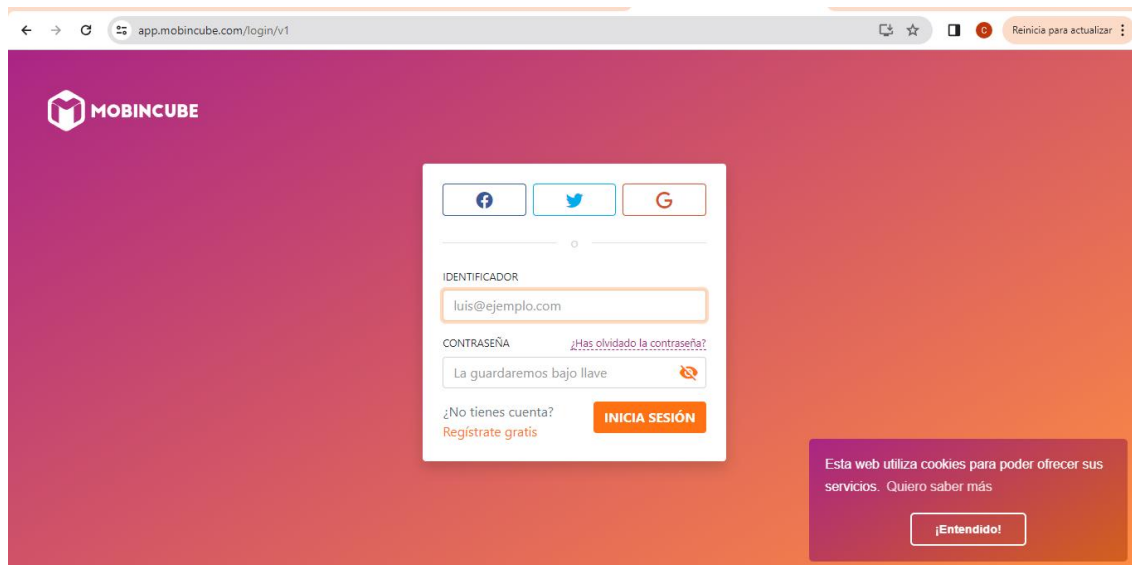 app.mobincube.com/login/v1
C
Reinicia para actualizar
MOBINCUBE
G
o
IDENTIFICADOR
luis@ejemplo.com
CONTRASEÑA ¿Has olvidado la contraseña?
La guardaremos bajo llave
¿No tienes cuenta?
Regístrate gratis
INICIA SESIÓN
Esta web utiliza cookies para poder ofrecer sus
servicios. Quiero saber más
¡Entendido!